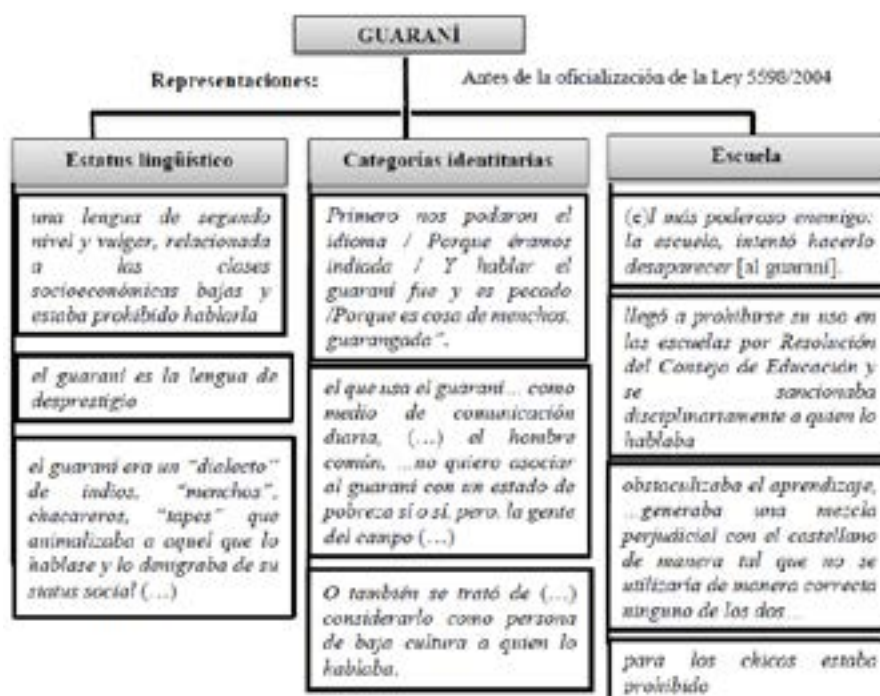 GUARANÍ
Representaciones:
Antes de la oficialización de la Ley 5598/2004
Estatus lingüístico
una lengua de segundo
nivel y vulgar, relacionada
a las clases
socioeconómicas bajas y
estaba prohibido hablarla
el guaraní es la lengua de
desprestigio
el guaraní era un "dialecto"
de indios, "menchos",
chacareros, "tapes" que
animalizaba a aquel que lo
hablase y lo denigraba de su
status social (…)
Categorías identitarias
Primero nos podaron el
idioma / Porque éramos
indiada / Y hablar el
guaraní fue y es pecado
/Porque es cosa de menchos,
guarangada".
el que usa el guaraní... como
medio de comunicación
diaria, (…) el hombre
común, ...no quiero asociar
al guaraní con un estado de
pobreza sí o sí, pero, la gente
del campo (…)
O también se trató de (…)
considerarlo como persona
de baja cultura a quien lo
hablaba.
Escuela
(e)l más poderoso enemigo:
la escuela, intentó hacerlo
desaparecer [al guaraní].
llegó a prohibirse su uso en
las escuelas por Resolución
del Consejo de Educación y
se sancionaba
disciplinariamente a quien lo
hablaba
obstaculizaba el aprendizaje,
...generaba una mezcla
perjudicial con el castellano
de manera tal que no se
utilizaría de manera correcta
ninguno de los dos...
para los chicos estaba
prohibido